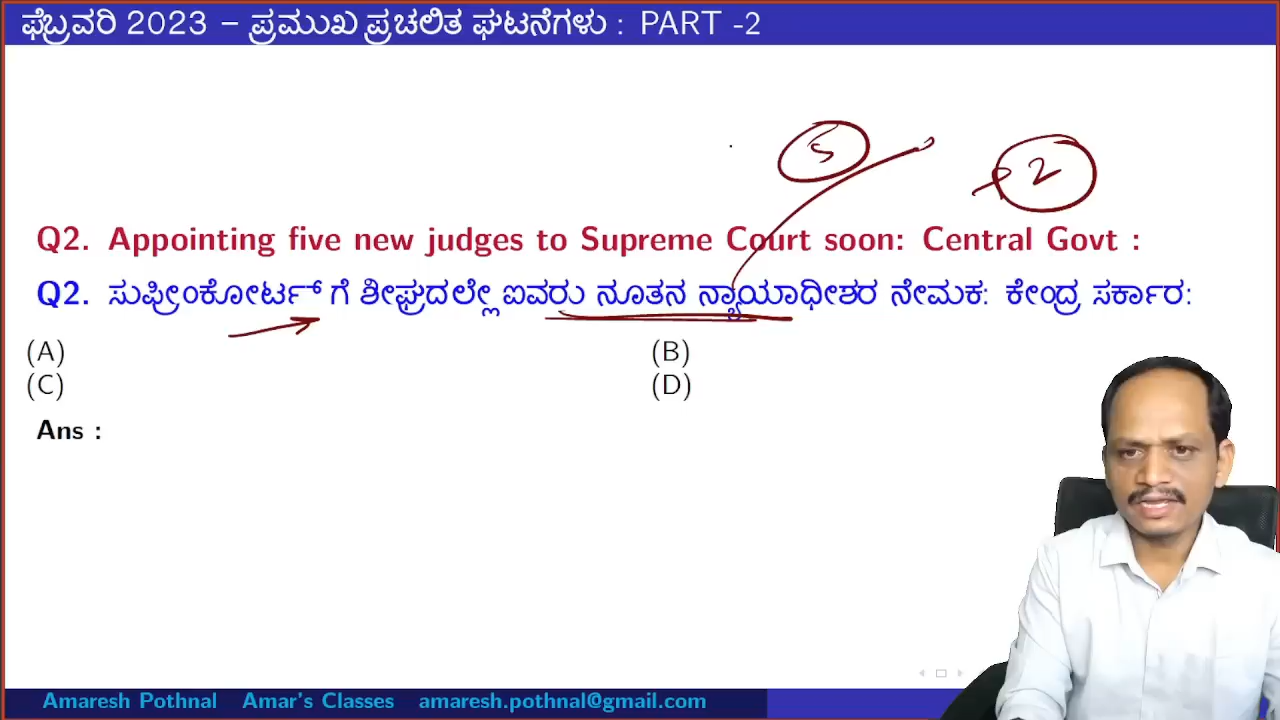 ಫೆಬ್ರವರಿ 2023 – ಪ್ರಮುಖ ಪ್ರಚಲಿತ ಘಟನೆಗಳು : PART -2
5
2
Q2. Appointing five new judges to Supreme Court soon: Central Govt :
Q2. ಸುಪ್ರೀಂಕೋರ್ಟ್ ಗೆ ಶೀಘ್ರದಲ್ಲೇ ಐವರು ನೂತನ ನ್ಯಾಯಾಧೀಶರ ನೇಮಕ: ಕೇಂದ್ರ ಸರ್ಕಾರ:
(A) (B)
(C) (D)
Ans :
Amaresh Pothnal Amar's Classes amaresh.pothnal@gmail.com